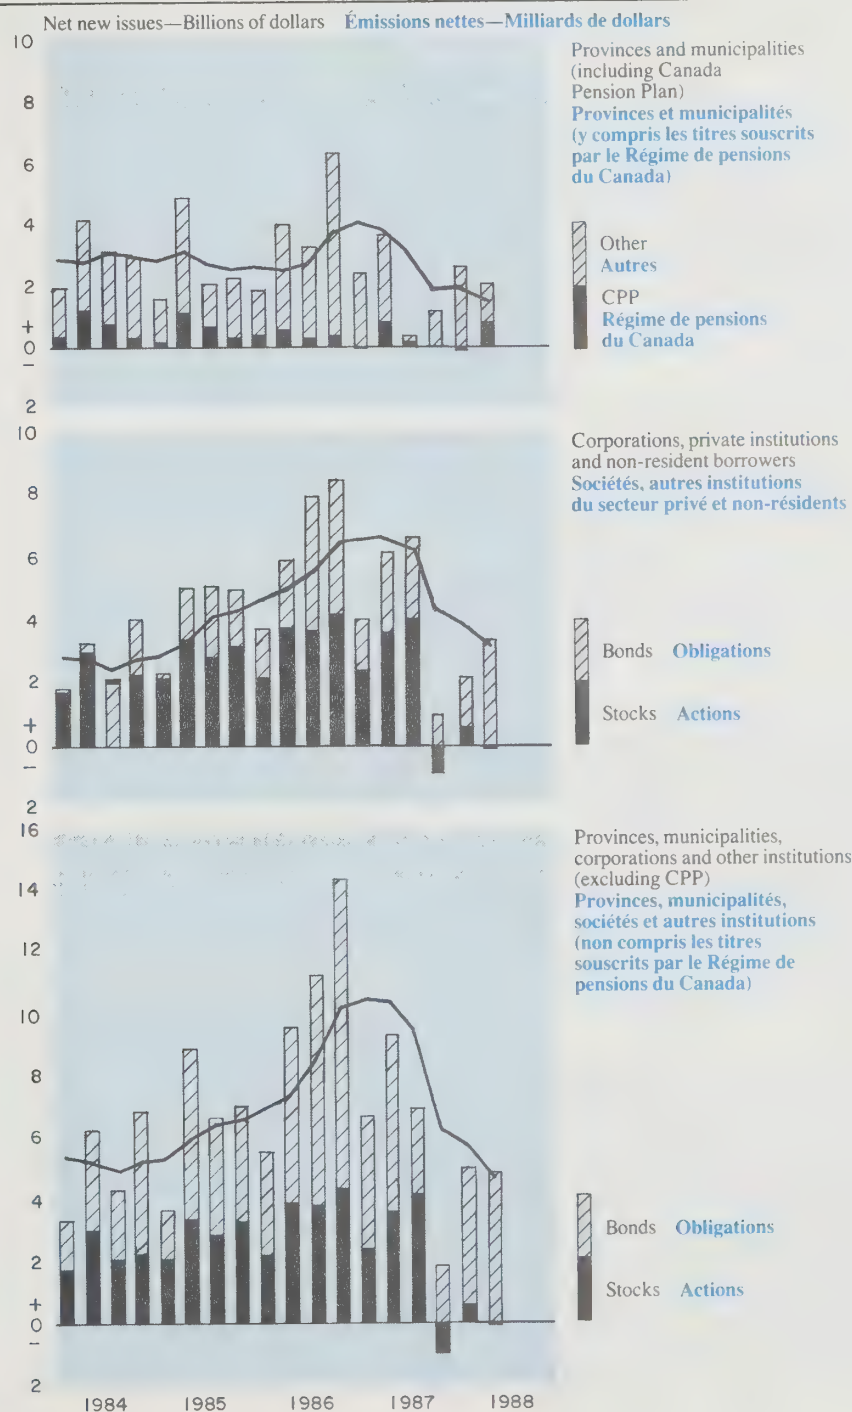 Net new issues—Billions of dollars Émissions nettes—Milliards de dollars
10
8
6
4
2
+
0
−
2
Provinces and municipalities
(including Canada
Pension Plan)
Provinces et municipalités
(y compris les titres souscrits
par le Régime de pensions
du Canada)
Other
Autres
CPP
Régime de pensions
du Canada
10
8
6
4
2
+
0
−
2
Corporations, private institutions
and non-resident borrowers
Sociétés, autres institutions
du secteur privé et non-résidents
Bonds Obligations
Stocks Actions
16
14
12
10
8
6
4
2
+
0
−
2
Provinces, municipalities,
corporations and other institutions
(excluding CPP)
Provinces, municipalités,
sociétés et autres institutions
(non compris les titres
souscrits par le Régime de
pensions du Canada)
Bonds Obligations
Stocks Actions
1984 1985 1986 1987 1988